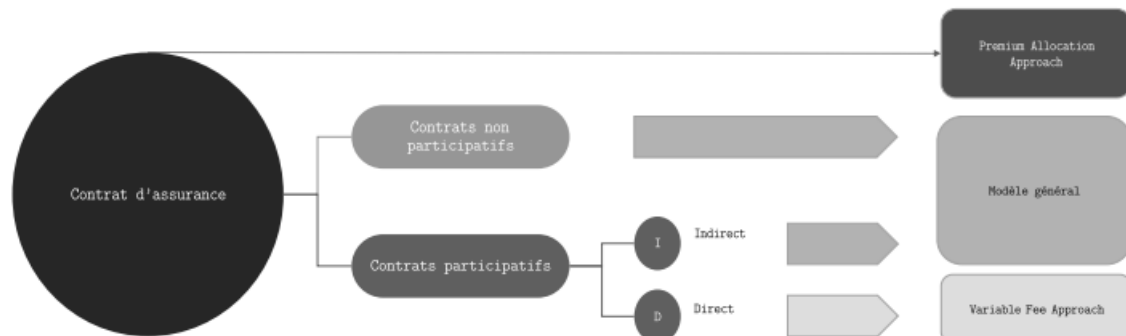 Premium Allocation
Approach
Contrats non
participatifs
Contrat d'assurance
Modèle général
I
Indirect
Contrats participatifs
D
Direct
Variable Fee Approach